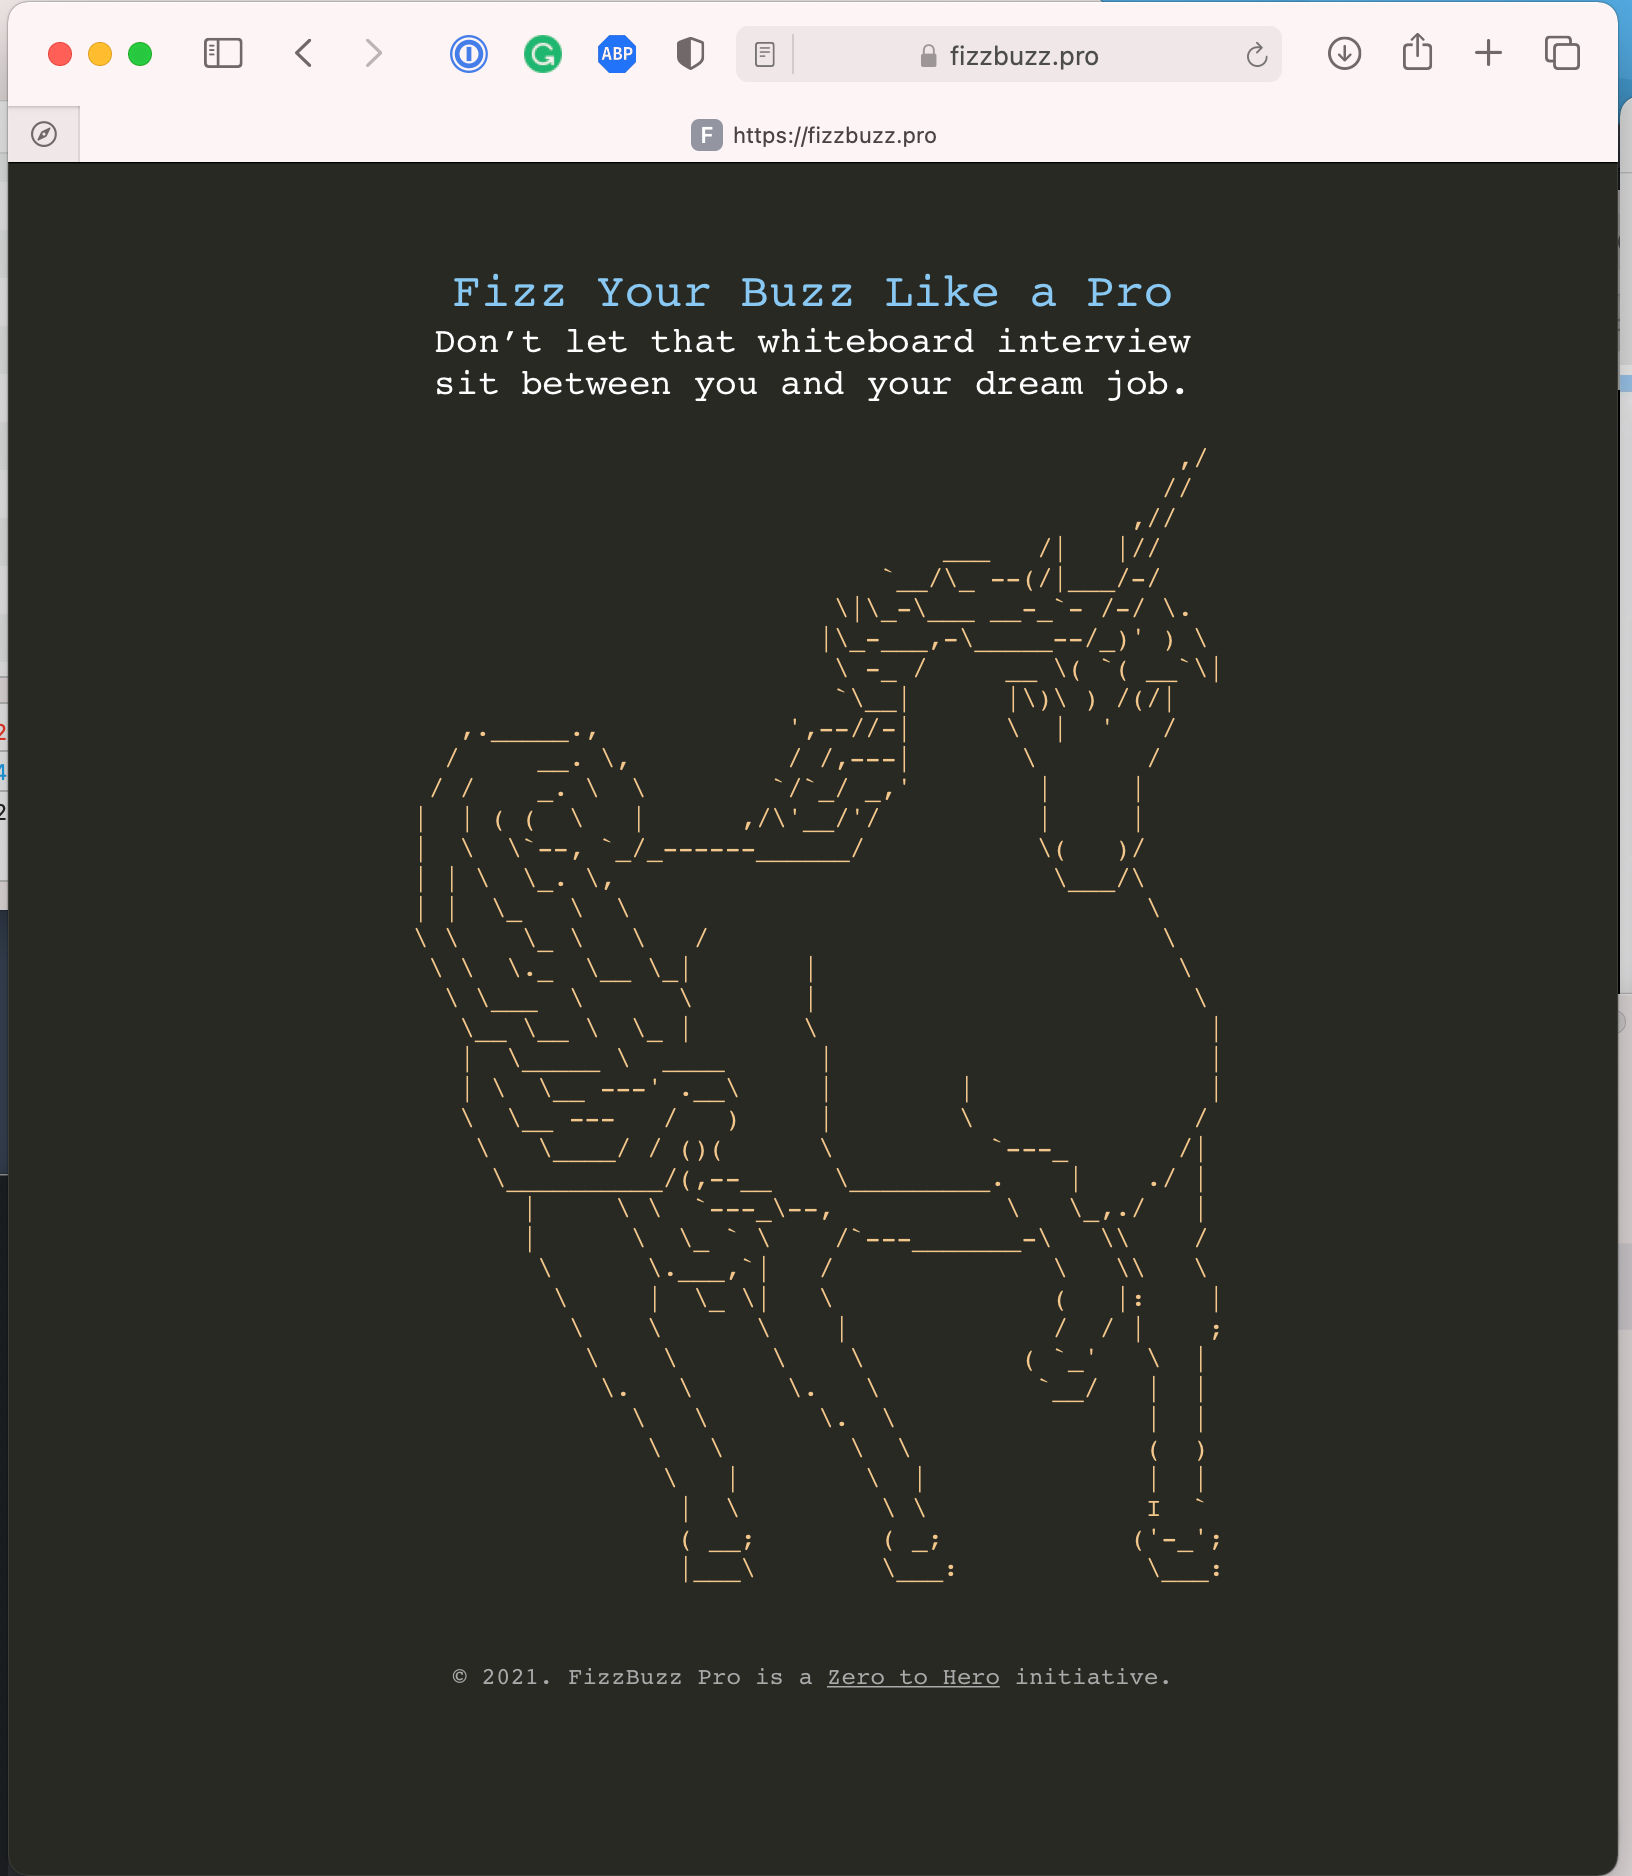 ABP
fizzbuzz.pro
F https://fizzbuzz.pro
Fizz Your Buzz Like a Pro
Don’t let that whiteboard interview
sit between you and your dream job.
© 2021. FizzBuzz Pro is a Zero to Hero initiative.